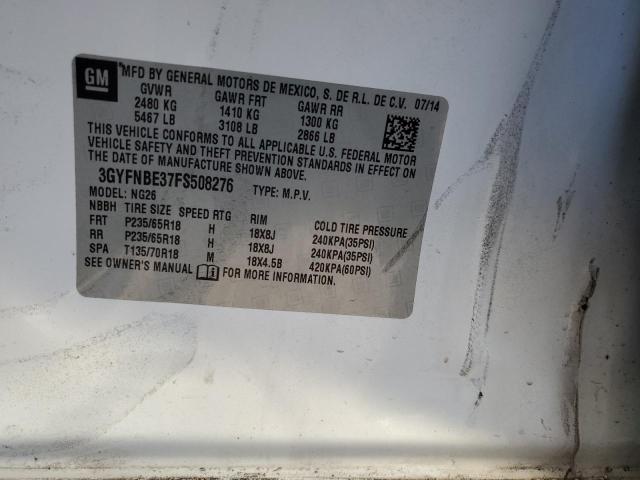 GM
MFD BY GENERAL MOTORS DE MEXICO, S. DE R.L. DE C.V. 07/14
GVWR GAWR FRT GAWR RR
2480 KG 1410 KG 1300 KG
5467 LB 3108 LB 2866 LB
THIS VEHICLE CONFORMS TO ALL APPLICABLE U.S. FEDERAL MOTOR
VEHICLE SAFETY AND THEFT PREVENTION STANDARDS IN EFFECT ON
THE DATE OF MANUFACTURE SHOWN ABOVE.
3GYFNBE37FS508276 TYPE: M.P.V.
MODEL: NG26
NBBH TIRE SIZE SPEED RTG RIM COLD TIRE PRESSURE
FRT P235/65R18 H 18X8J 240KPA(35PSI)
RR P235/65R18 H 18X8J 240KPA(35PSI)
SPA T135/70R18 M 18X4.5B 420KPA(60PSI)
SEE OWNER'S MANUAL FOR MORE INFORMATION.